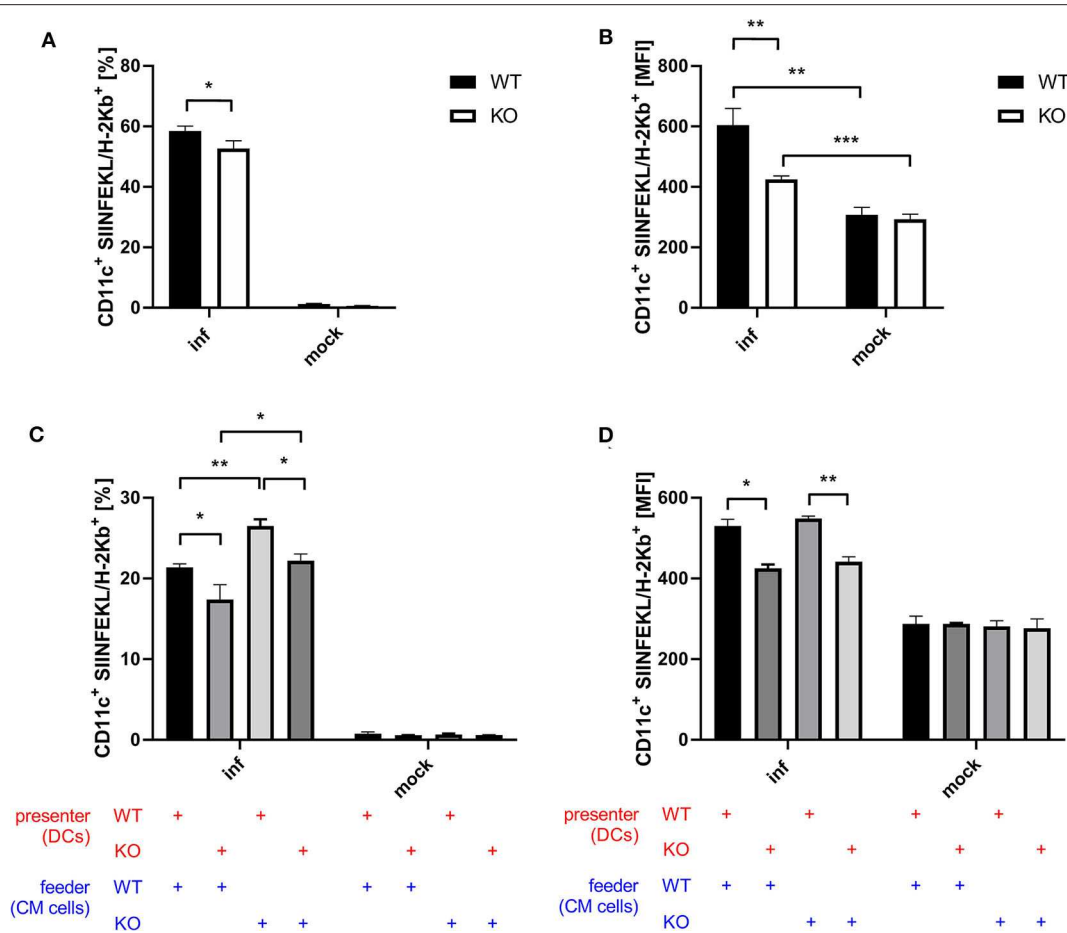 A
CD11c+ SIINFEKL/H-2Kb+ [%]
80
60
40
20
0
*
inf
mock
WT
KO
B
CD11c+ SIINFEKL/H-2Kb+ [MFI]
800
600
400
200
0
**
**
***
inf
mock
WT
KO
C
CD11c+ SIINFEKL/H-2Kb+ [%]
30
20
10
0
*
**
*
*
inf
mock
presenter WT + + + +
(DCs)
KO + + + +
feeder WT + + + +
(CM cells)
KO + + + +
D
CD11c+ SIINFEKL/H-2Kb+ [MFI]
600
400
200
0
*
**
inf
mock
presenter WT + + + +
(DCs)
KO + + + +
feeder WT + + + +
(CM cells)
KO + + + +